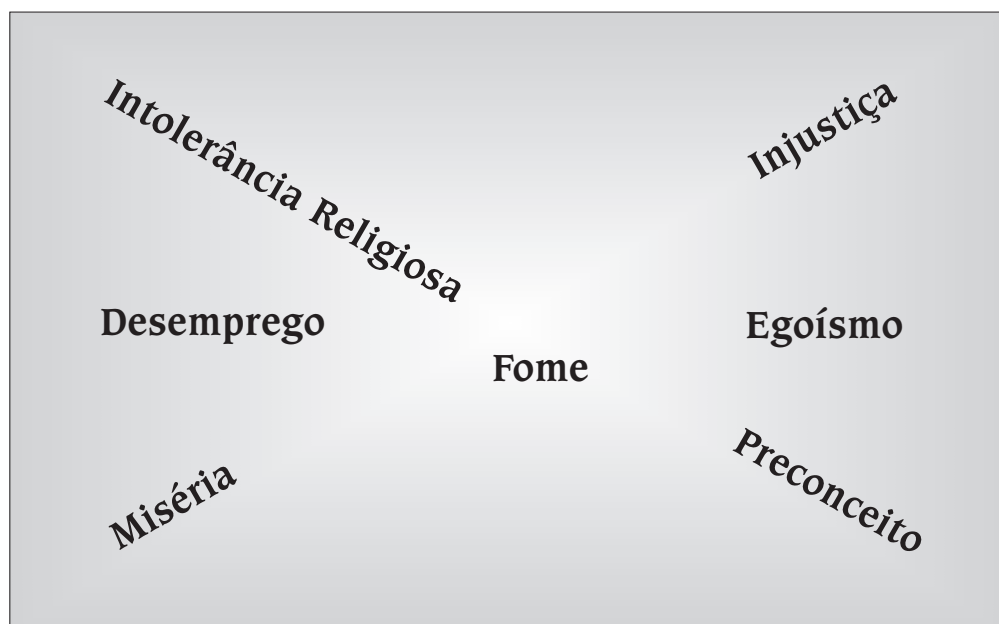 Intolerância Religiosa
Injustiça
Desemprego
Egoísmo
Fome
Miséria
Preconceito